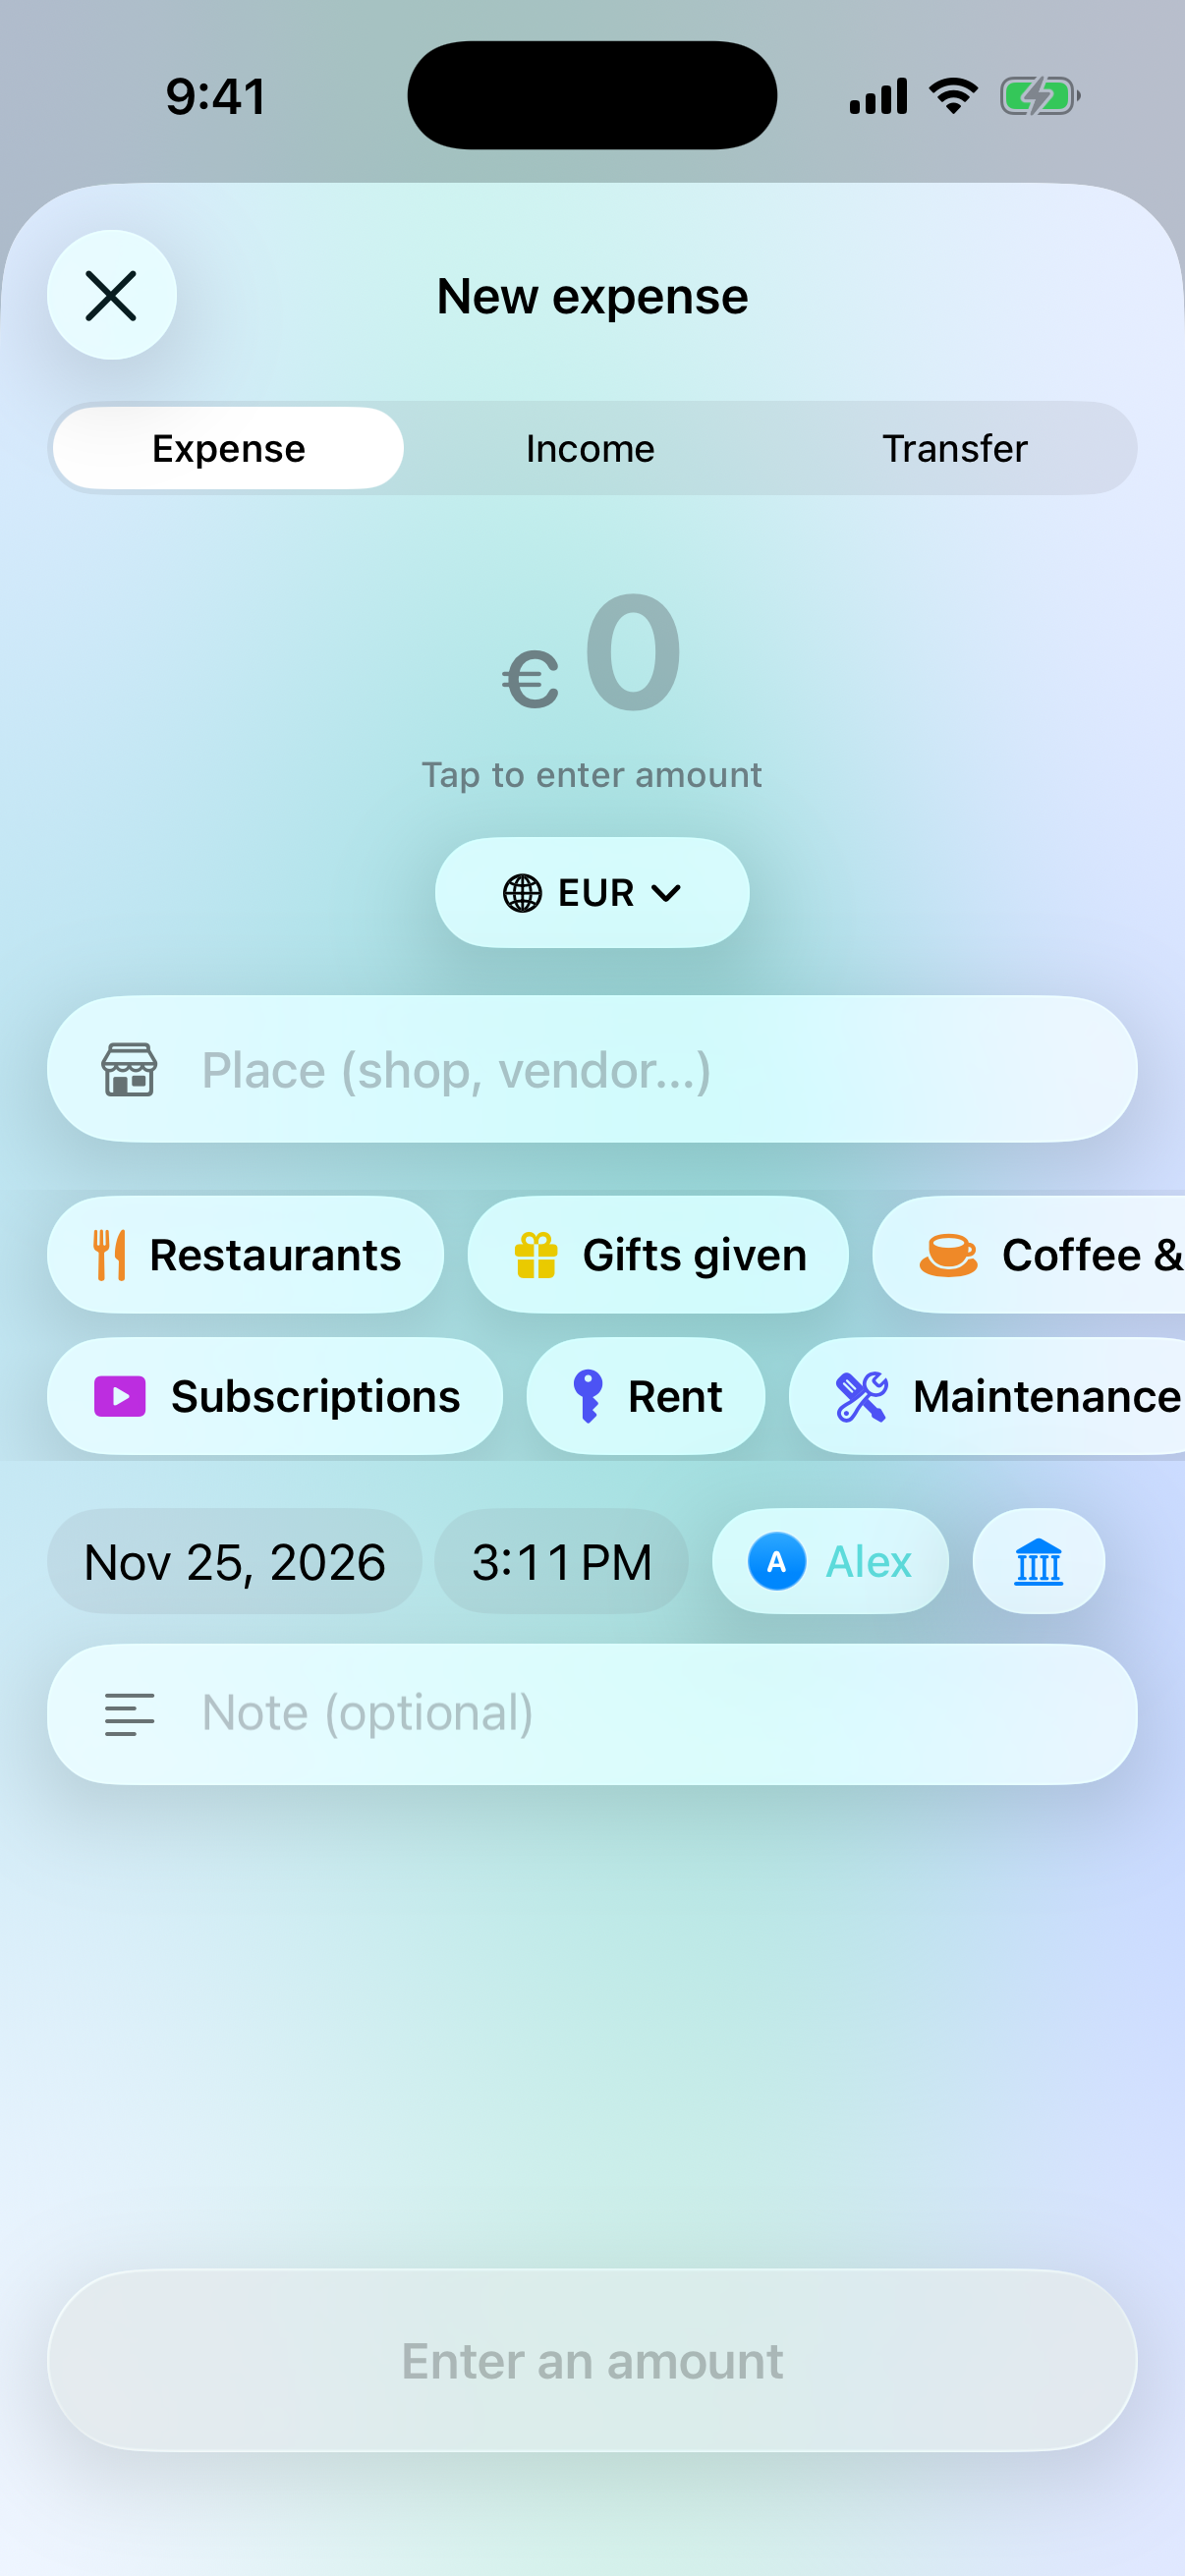 9:41
New expense
Expense Income Transfer
€ 0
Tap to enter amount
EUR
Place (shop, vendor...)
Restaurants Gifts given Coffee &
Subscriptions Rent Maintenance
Nov 25, 2026 3:11 PM A Alex
Note (optional)
Enter an amount